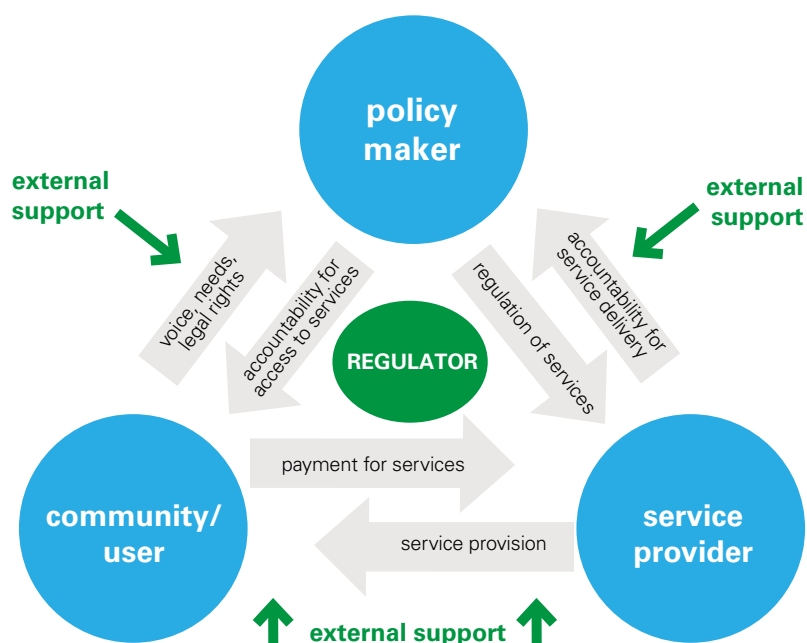 policy
maker
external
support
external
support
voice, needs,
legal rights
accountability for
access to services
regulation of services
accountability for
service delivery
REGULATOR
payment for services
community/
user
service provision
service
provider
external support